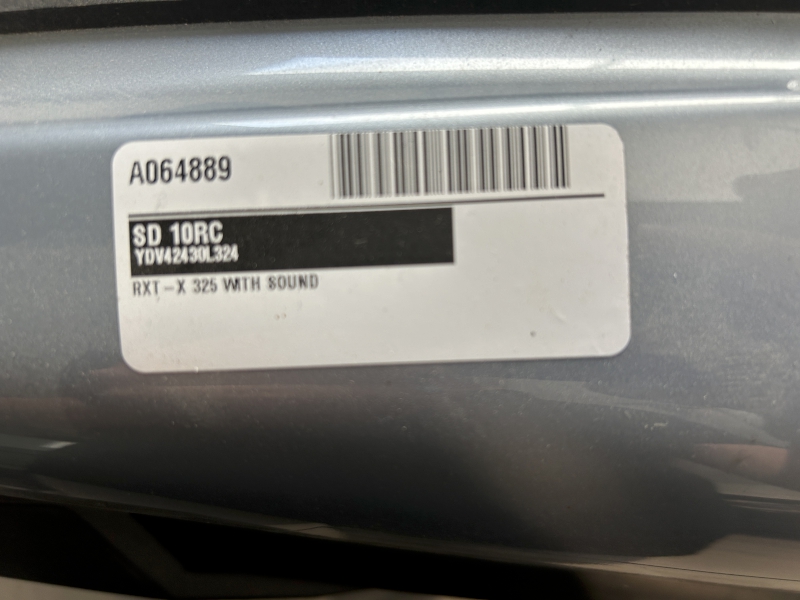 A064889
SD 10RC
YDV42430L324
RXT-X 325 WITH SOUND